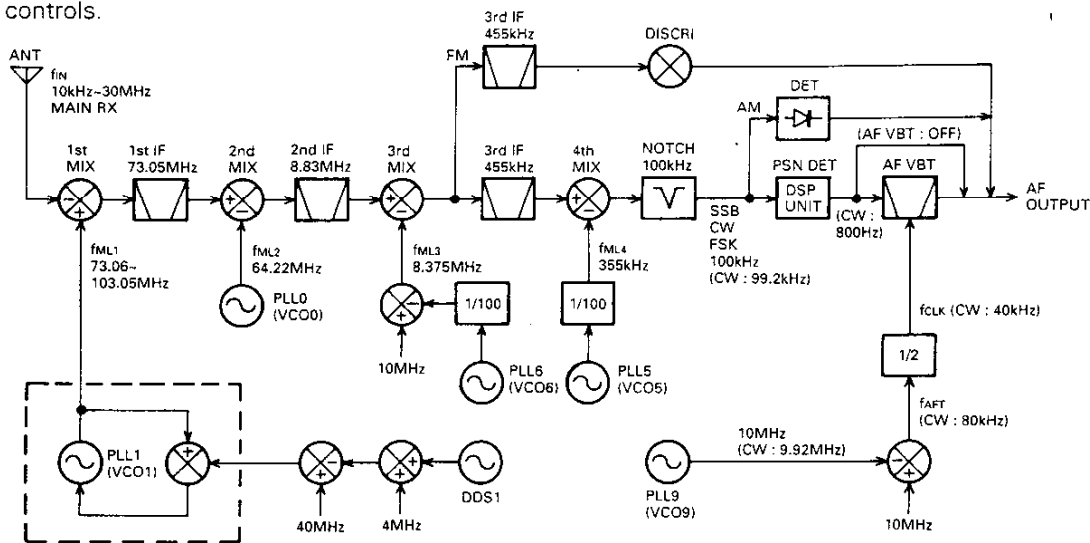 controls.
ANT
fIN
10kHz~30MHz
MAIN RX
FM
3rd IF
455kHz
DISCRI
AM
DET
(AF VBT : OFF)
1st
MIX
1st IF
73.05MHz
2nd
MIX
2nd IF
8.83MHz
3rd
MIX
3rd IF
455kHz
4th
MIX
NOTCH
100kHz
PSN DET
DSP
UNIT
AF VBT
AF
OUTPUT
(CW :
800Hz)
SSB
CW
FSK
100kHz
(CW : 99.2kHz)
fML1
73.06~
103.05MHz
fML2
64.22MHz
PLL0
(VCO0)
fML3
8.375MHz
1/100
10MHz
PLL6
(VCO6)
fML4
355kHz
1/100
PLL5
(VCO5)
fCLK (CW : 40kHz)
1/2
fAFT
(CW : 80kHz)
PLL1
(VCO1)
40MHz
4MHz
DDS1
PLL9
(VCO9)
10MHz
(CW : 9.92MHz)
10MHz